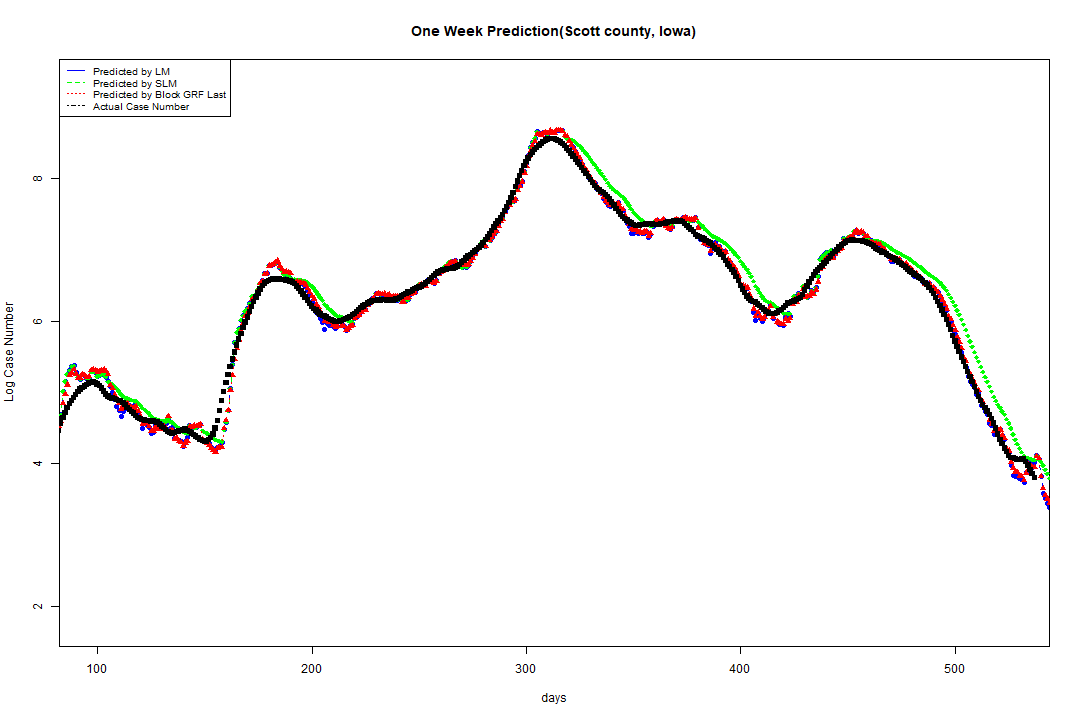 One Week Prediction(Scott county, Iowa)
Predicted by LM
Predicted by SLM
Predicted by Block GRF Last
Actual Case Number
8
6
4
2
Log Case Number
100 200 300 400 500
days